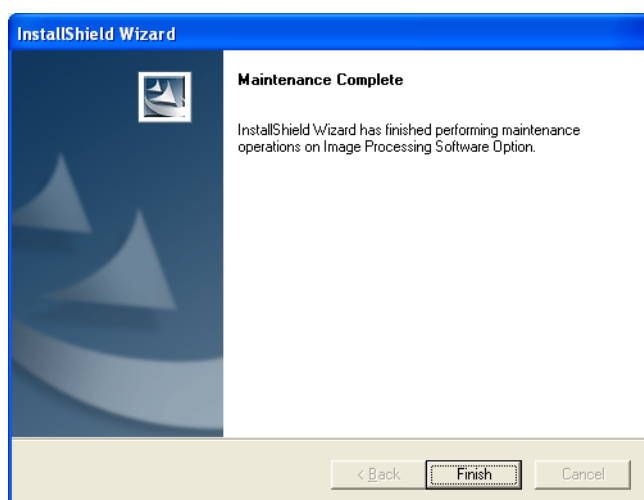 InstallShield Wizard
Maintenance Complete
InstallShield Wizard has finished performing maintenance
operations on Image Processing Software Option.
< Back
Finish
Cancel